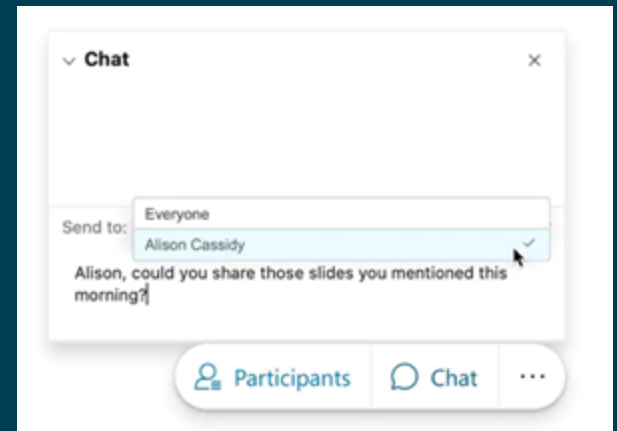 Chat
Everyone
Send to:
Alison Cassidy
Alison, could you share those slides you mentioned this
morning?
Participants
Chat